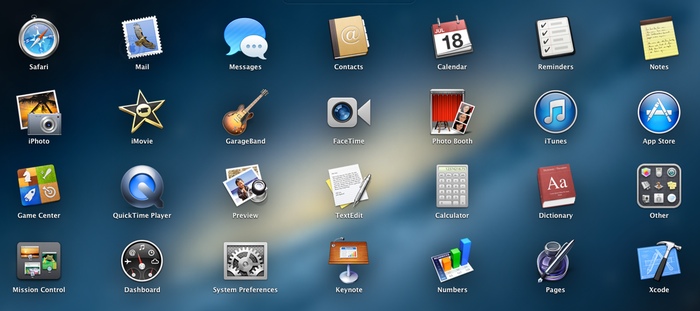 Safari
Mail
Messages
@
Contacts
JUL
18
Calendar
Reminders
Notes
iPhoto
iMovie
GarageBand
FaceTime
Photo Booth
iTunes
App Store
Game Center
QuickTime Player
Preview
TextEdit
Calculator
Aa
Dictionary
Other
Mission Control
Dashboard
System Preferences
Keynote
Numbers
Pages
Xcode